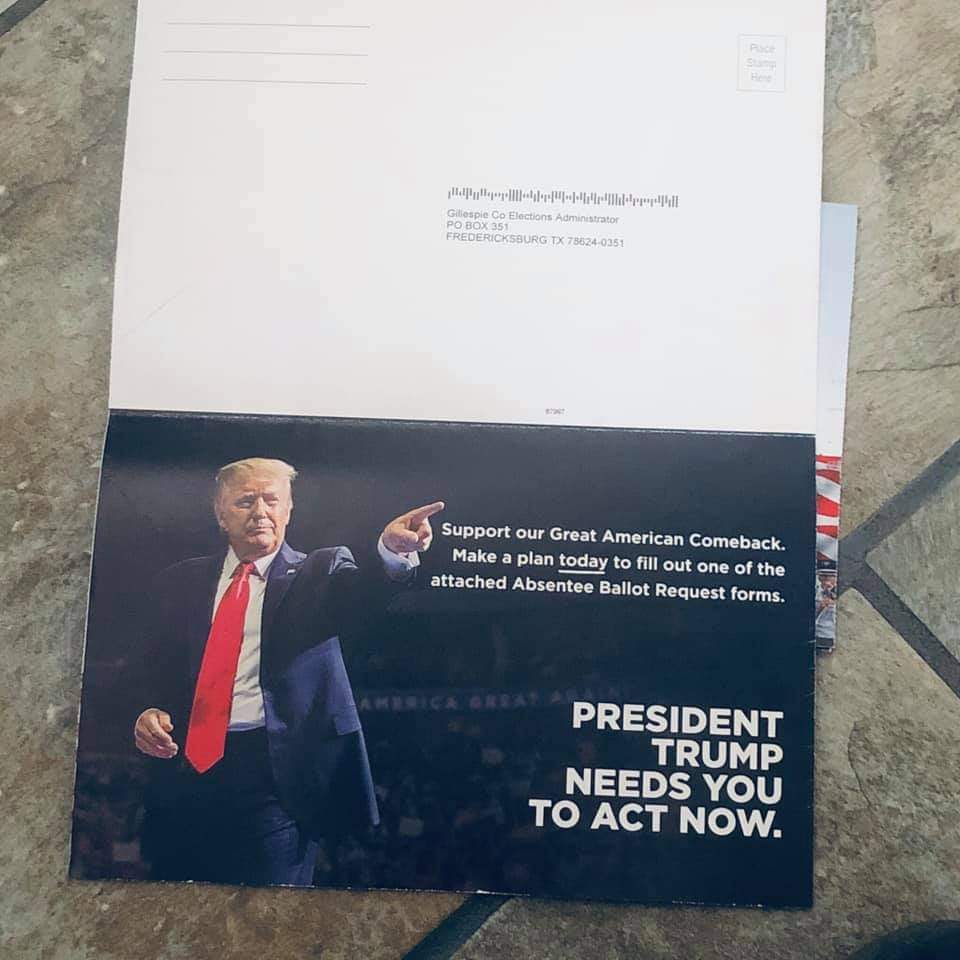 Place
Stamp
Here
Gillespie Co Elections Administrator
PO BOX 351
FREDERICKSBURG TX 78624-0351
87967
Support our Great American Comeback.
Make a plan today to fill out one of the
attached Absentee Ballot Request forms.
AMERICA GREAT AGAIN
PRESIDENT
TRUMP
NEEDS YOU
TO ACT NOW.